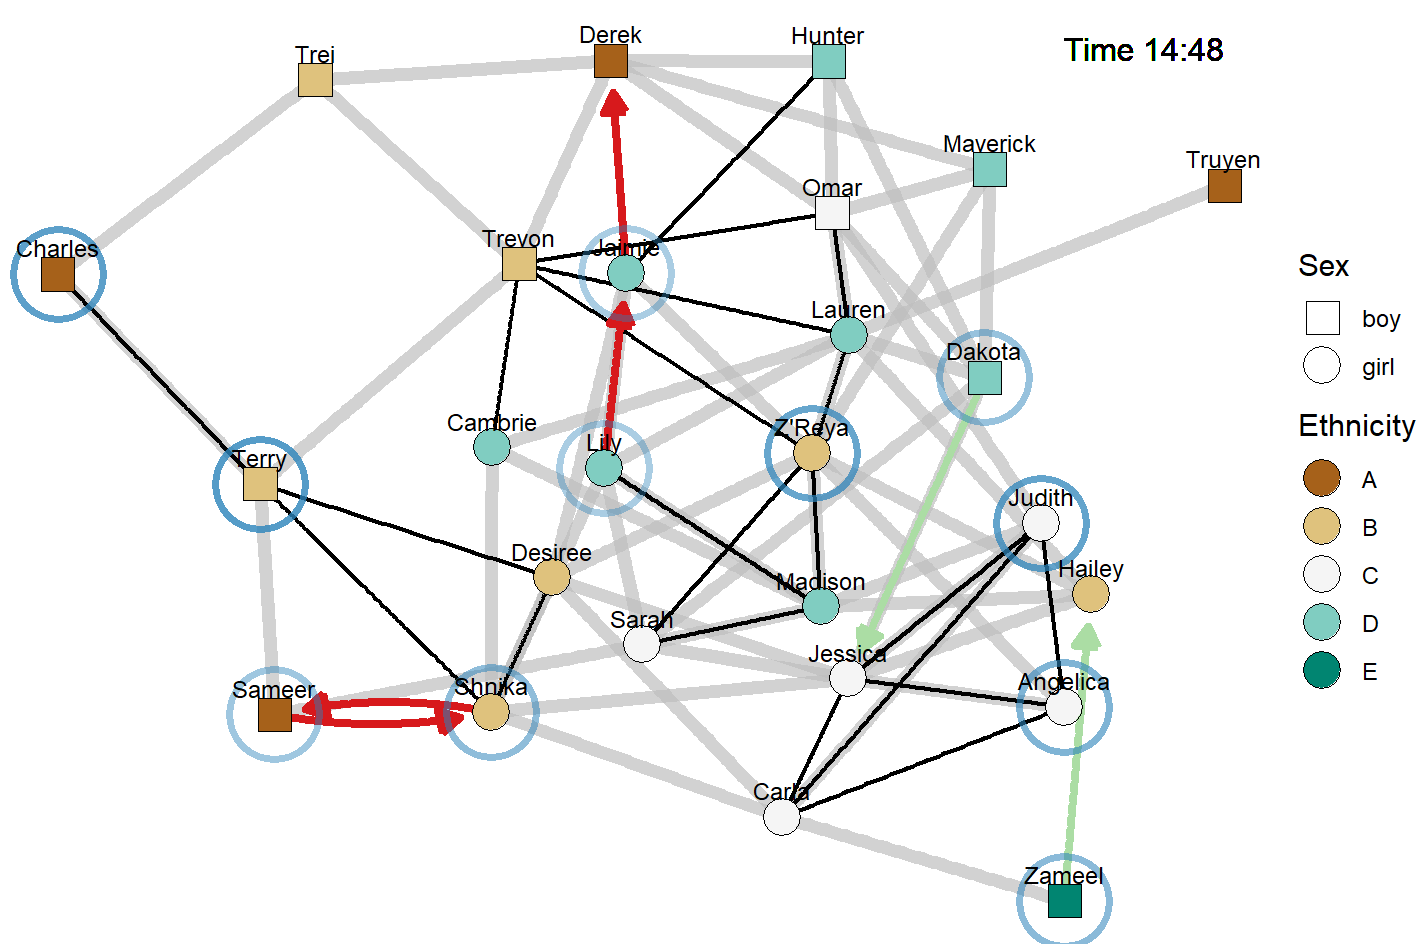 Derek
Hunter
Trei
Time 14:48
Maverick
Truyen
Omar
Trevon
Jaimie
Charles
Sex
boy
girl
Lauren
Dakota
Cambrie
Z'Reya
Lily
Terry
Ethnicity
A
B
C
D
E
Judith
Desiree
Hailey
Madison
Sarah
Jessica
Angelica
Sameer
Shnika
Carla
Zameel